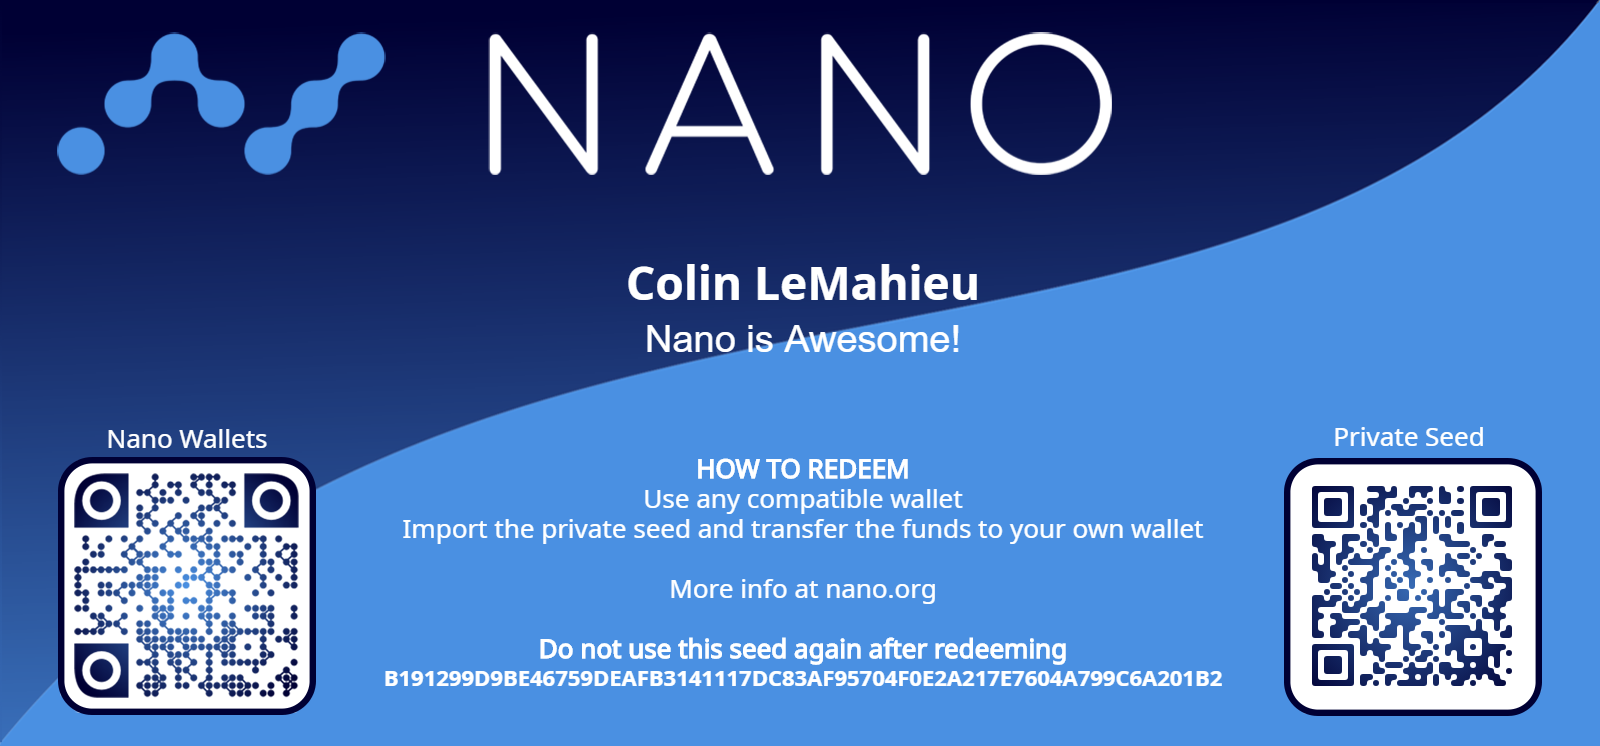 NANO
Colin LeMahieu
Nano is Awesome!
Nano Wallets
Private Seed
HOW TO REDEEM
Use any compatible wallet
Import the private seed and transfer the funds to your own wallet
More info at nano.org
Do not use this seed again after redeeming
B191299D9BE46759DEAFB3141117DC83AF95704F0E2A217E7604A799C6A201B2